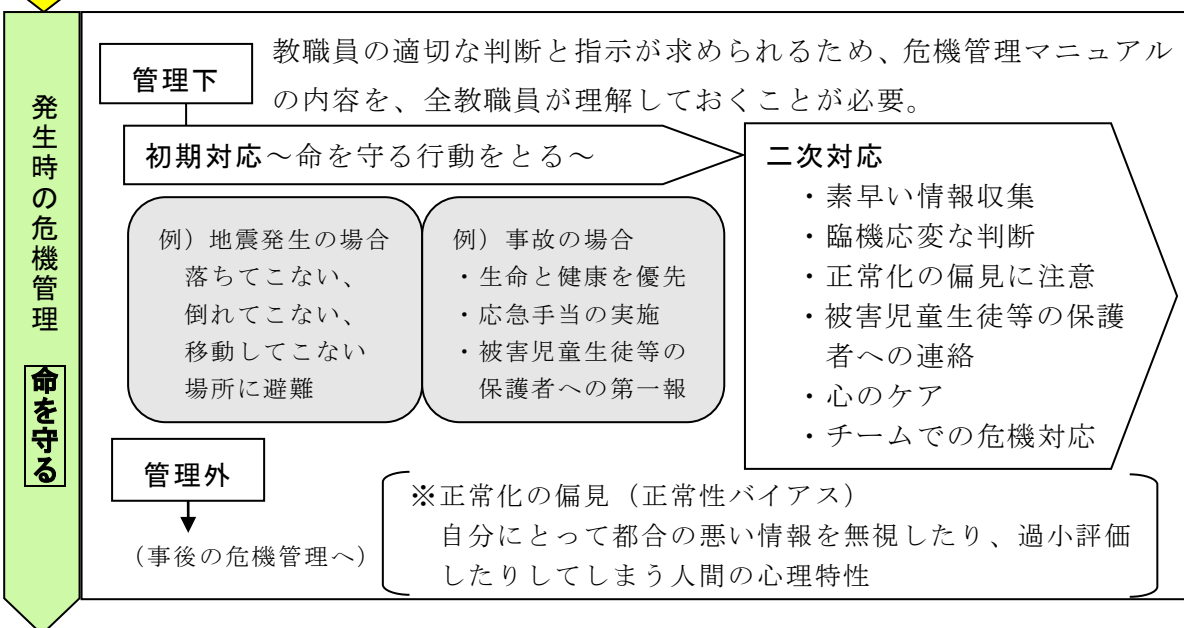 発生時の危機管理
命を守る
管理下
教職員の適切な判断と指示が求められるため、危機管理マニュアル
の内容を、全教職員が理解しておくことが必要。
初期対応～命を守る行動をとる～
例）地震発生の場合
落ちてこない、
倒れてこない、
移動してこない
場所に避難
例）事故の場合
・生命と健康を優先
・応急手当の実施
・被害児童生徒等の
保護者への第一報
二次対応
・素早い情報収集
・臨機応変な判断
・正常化の偏見に注意
・被害児童生徒等の保護
者への連絡
・心のケア
・チームでの危機対応
管理外
（事後の危機管理へ）
※正常化の偏見（正常性バイアス）
自分にとって都合の悪い情報を無視したり、過小評価
したりしてしまう人間の心理特性